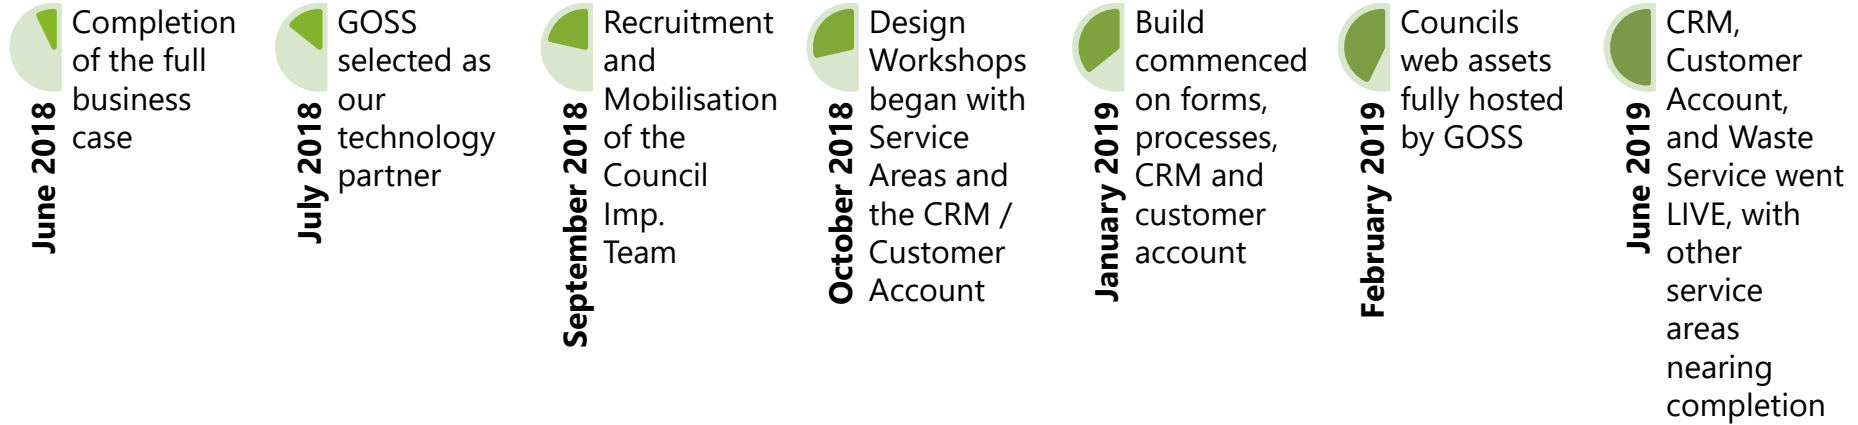 June 2018
Completion
of the full
business
case
July 2018
GOSS
selected as
our
technology
partner
September 2018
Recruitment
and
Mobilisation
of the
Council
Imp.
Team
October 2018
Design
Workshops
began with
Service
Areas and
the CRM /
Customer
Account
January 2019
Build
commenced
on forms,
processes,
CRM and
customer
account
February 2019
Councils
web assets
fully hosted
by GOSS
June 2019
CRM,
Customer
Account,
and Waste
Service went
LIVE, with
other
service
areas
nearing
completion